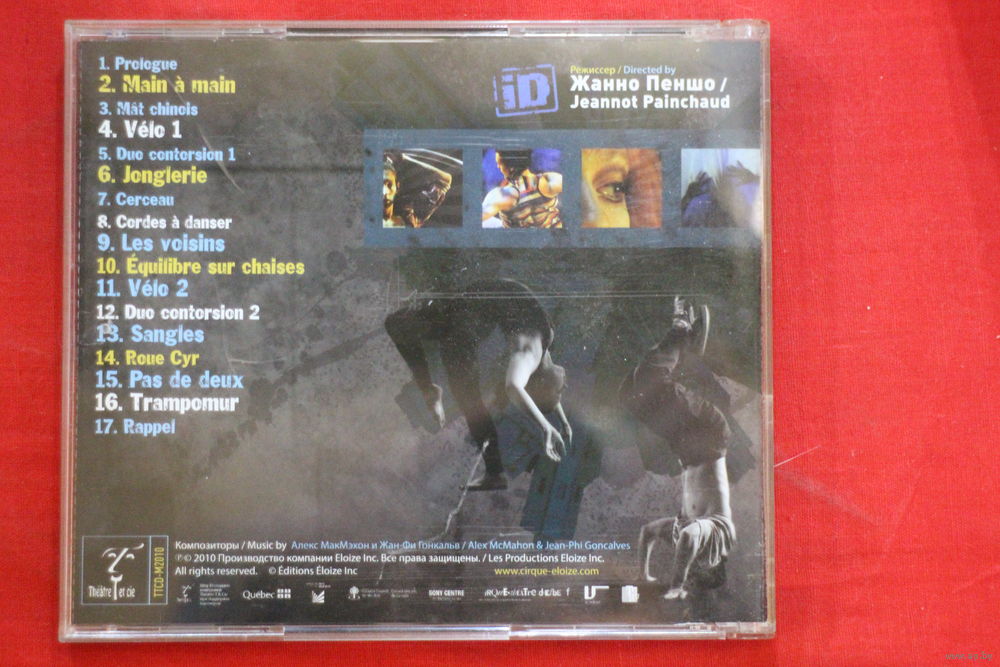 1. Prologue
2. Main à main
3. Mât chinois
4. Vélo 1
5. Duo contorsion 1
6. Jonglerie
7. Cerceau
8. Cordes à danser
9. Les voisins
10. Équilibre sur chaises
11. Vélo 2
12. Duo contorsion 2
13. Sangles
14. Roue Cyr
15. Pas de deux
16. Trampomur
17. Rappel
iD
Режиссер / Directed by
Жанно Пеншо /
Jeannot Painchaud
Théâtre T et cie
TTCD-M2010
Композиторы / Music by Алекс МакМэхон и Жан-Фи Гонкальв / Alex McMahon & Jean-Phi Goncalves
℗© 2010 Производство компании Eloize Inc. Все права защищены. / Les Productions Eloize Inc.
All rights reserved. © Éditions Éloize Inc
www.cirque-eloize.com
Québec
SONY CENTRE